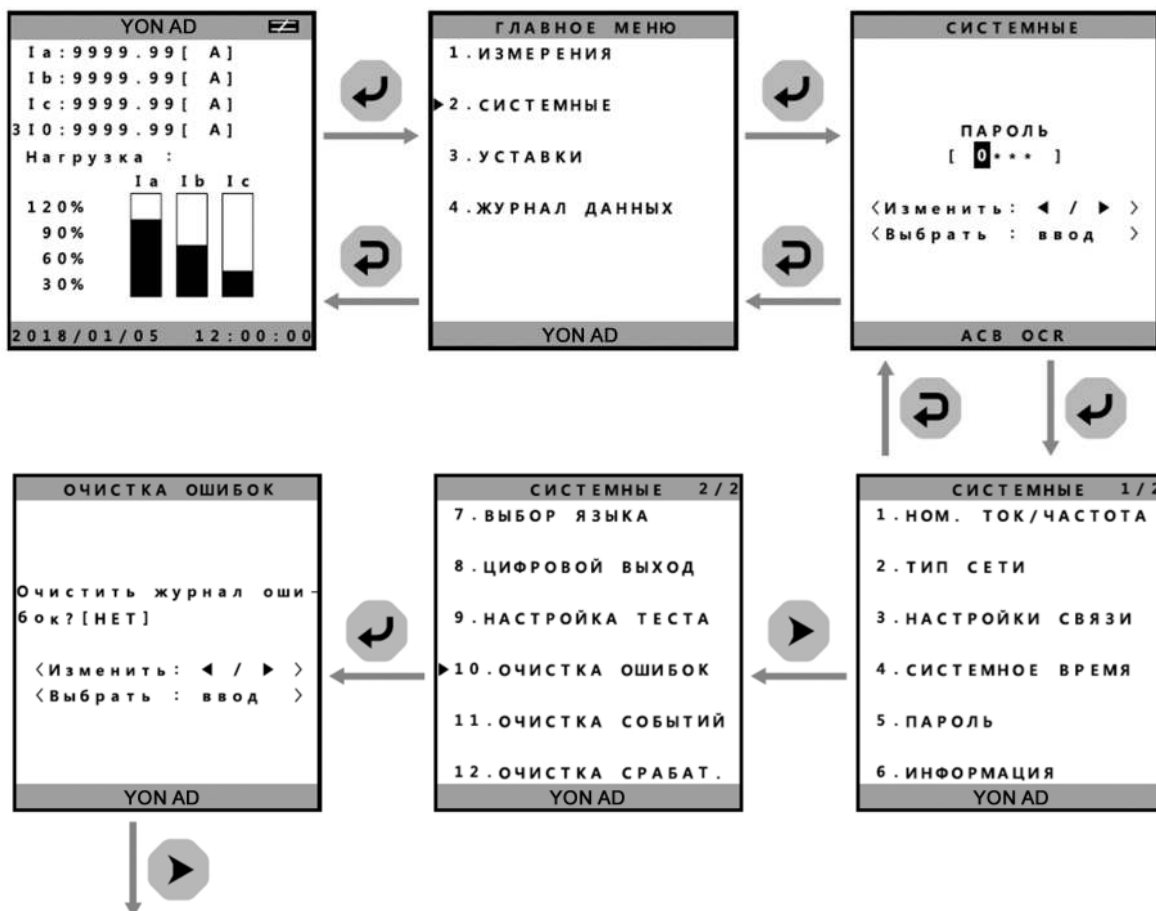 YON AD
Ia:9999.99[ A]
Ib:9999.99[ A]
Ic:9999.99[ A]
3I0:9999.99[ A]
Нагрузка :
Ia Ib Ic
120%
90%
60%
30%
2018/01/05 12:00:00
ГЛАВНОЕ МЕНЮ
1.ИЗМЕРЕНИЯ
▶2.СИСТЕМНЫЕ
3.УСТАВКИ
4.ЖУРНАЛ ДАННЫХ
YON AD
СИСТЕМНЫЕ
ПАРОЛЬ
[ 0*** ]
<Изменить: ◀ / ▶ >
<Выбрать : ввод >
ACB OCR
ОЧИСТКА ОШИБОК
Очистить журнал оши-
бок?[НЕТ]
<Изменить: ◀ / ▶ >
<Выбрать : ввод >
YON AD
СИСТЕМНЫЕ 2/2
7.ВЫБОР ЯЗЫКА
8.ЦИФРОВОЙ ВЫХОД
9.НАСТРОЙКА ТЕСТА
▶10.ОЧИСТКА ОШИБОК
11.ОЧИСТКА СОБЫТИЙ
12.ОЧИСТКА СРАБАТ.
YON AD
СИСТЕМНЫЕ 1/2
1.НОМ. ТОК/ЧАСТОТА
2.ТИП СЕТИ
3.НАСТРОЙКИ СВЯЗИ
4.СИСТЕМНОЕ ВРЕМЯ
5.ПАРОЛЬ
6.ИНФОРМАЦИЯ
YON AD